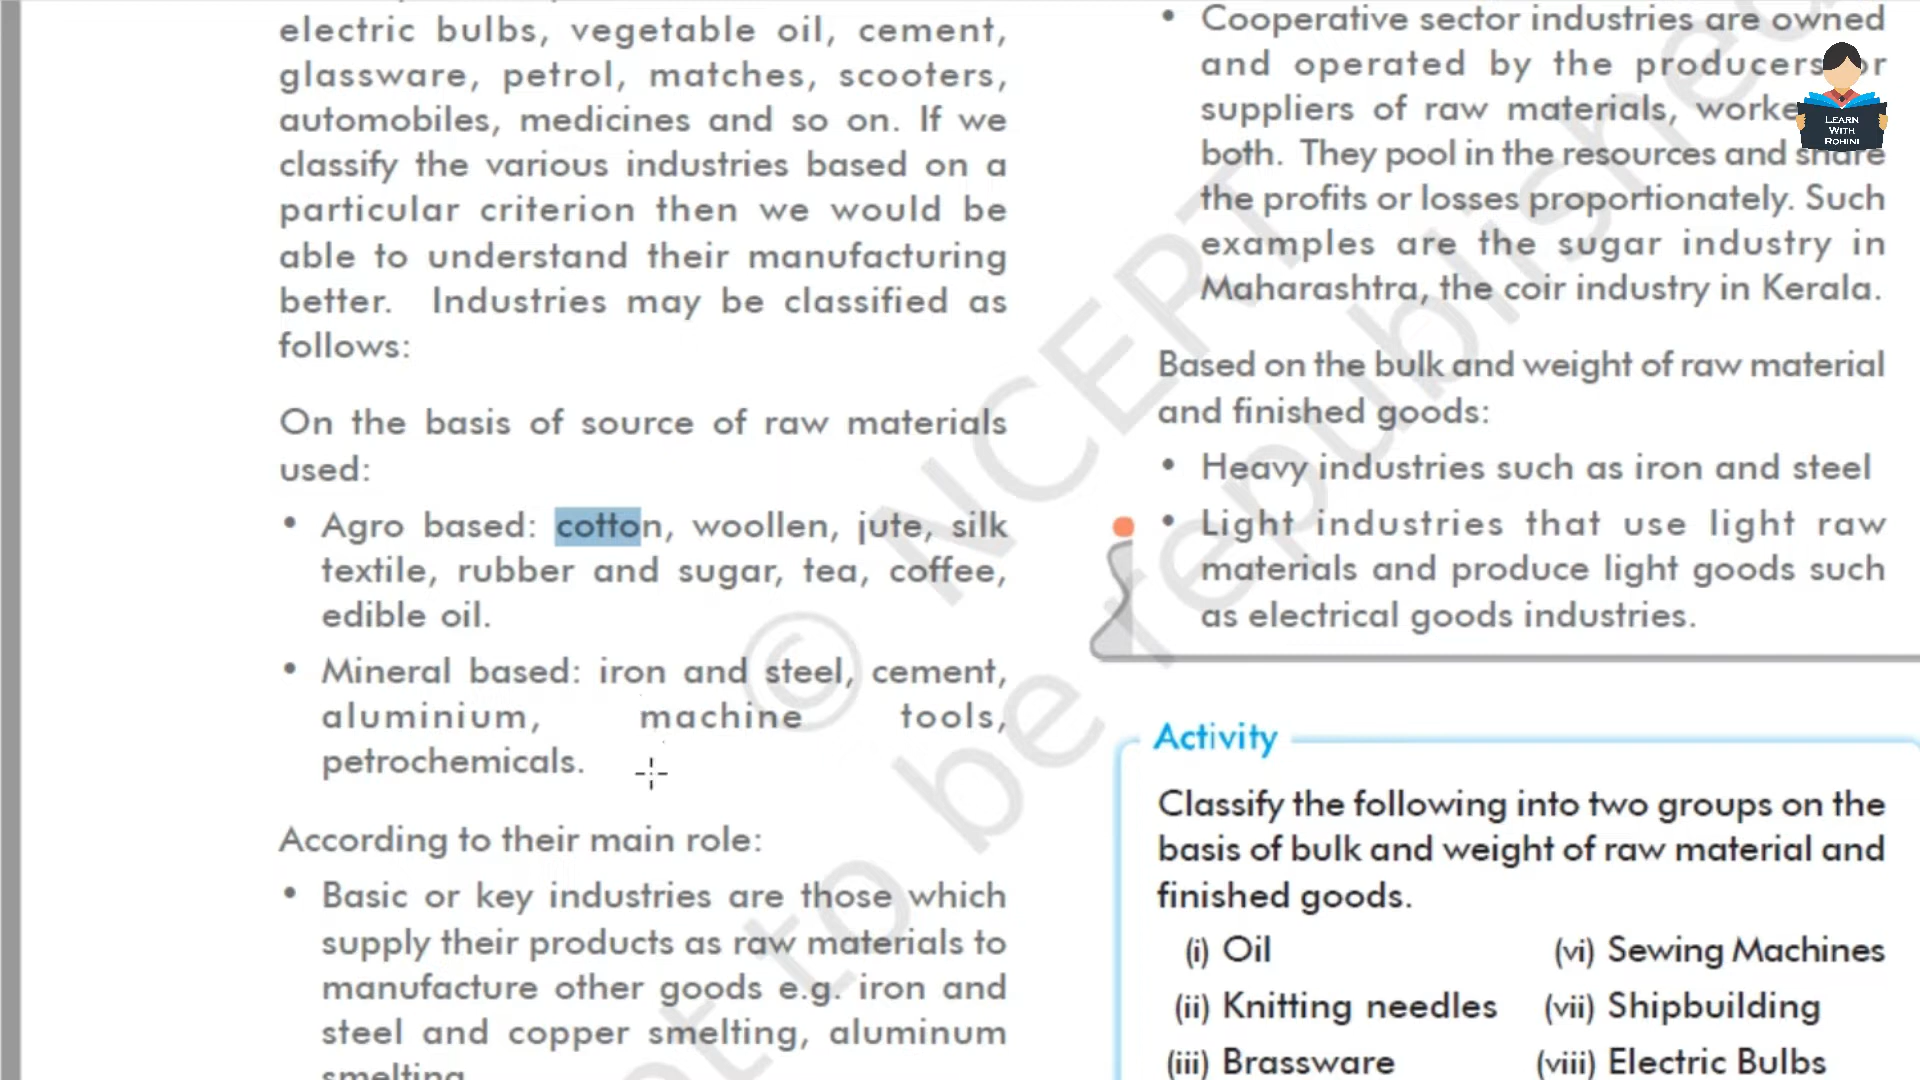 electric bulbs, vegetable oil, cement,
glassware, petrol, matches, scooters,
automobiles, medicines and so on. If we
classify the various industries based on a
particular criterion then we would be
able to understand their manufacturing
better. Industries may be classified as
follows:
On the basis of source of raw materials
used:
• Agro based: cotton, woollen, jute, silk
textile, rubber and sugar, tea, coffee,
edible oil.
• Mineral based: iron and steel, cement,
aluminium, machine tools,
petrochemicals.
According to their main role:
• Basic or key industries are those which
supply their products as raw materials to
manufacture other goods e.g. iron and
steel and copper smelting, aluminum
smelting
• Cooperative sector industries are owned
and operated by the producers or
suppliers of raw materials,
both. They pool in the resources and share
the profits or losses proportionately. Such
examples are the sugar industry in
Maharashtra, the coir industry in Kerala.
Based on the bulk and weight of raw material
and finished goods:
• Heavy industries such as iron and steel
• Light industries that use light raw
materials and produce light goods such
as electrical goods industries.
Activity
Classify the following into two groups on the
basis of bulk and weight of raw material and
finished goods.
(i) Oil (vi) Sewing Machines
(ii) Knitting needles (vii) Shipbuilding
(iii) Brassware (viii) Electric Bulbs
© NCERT
to be republished
LEARN
WITH
ROHINI